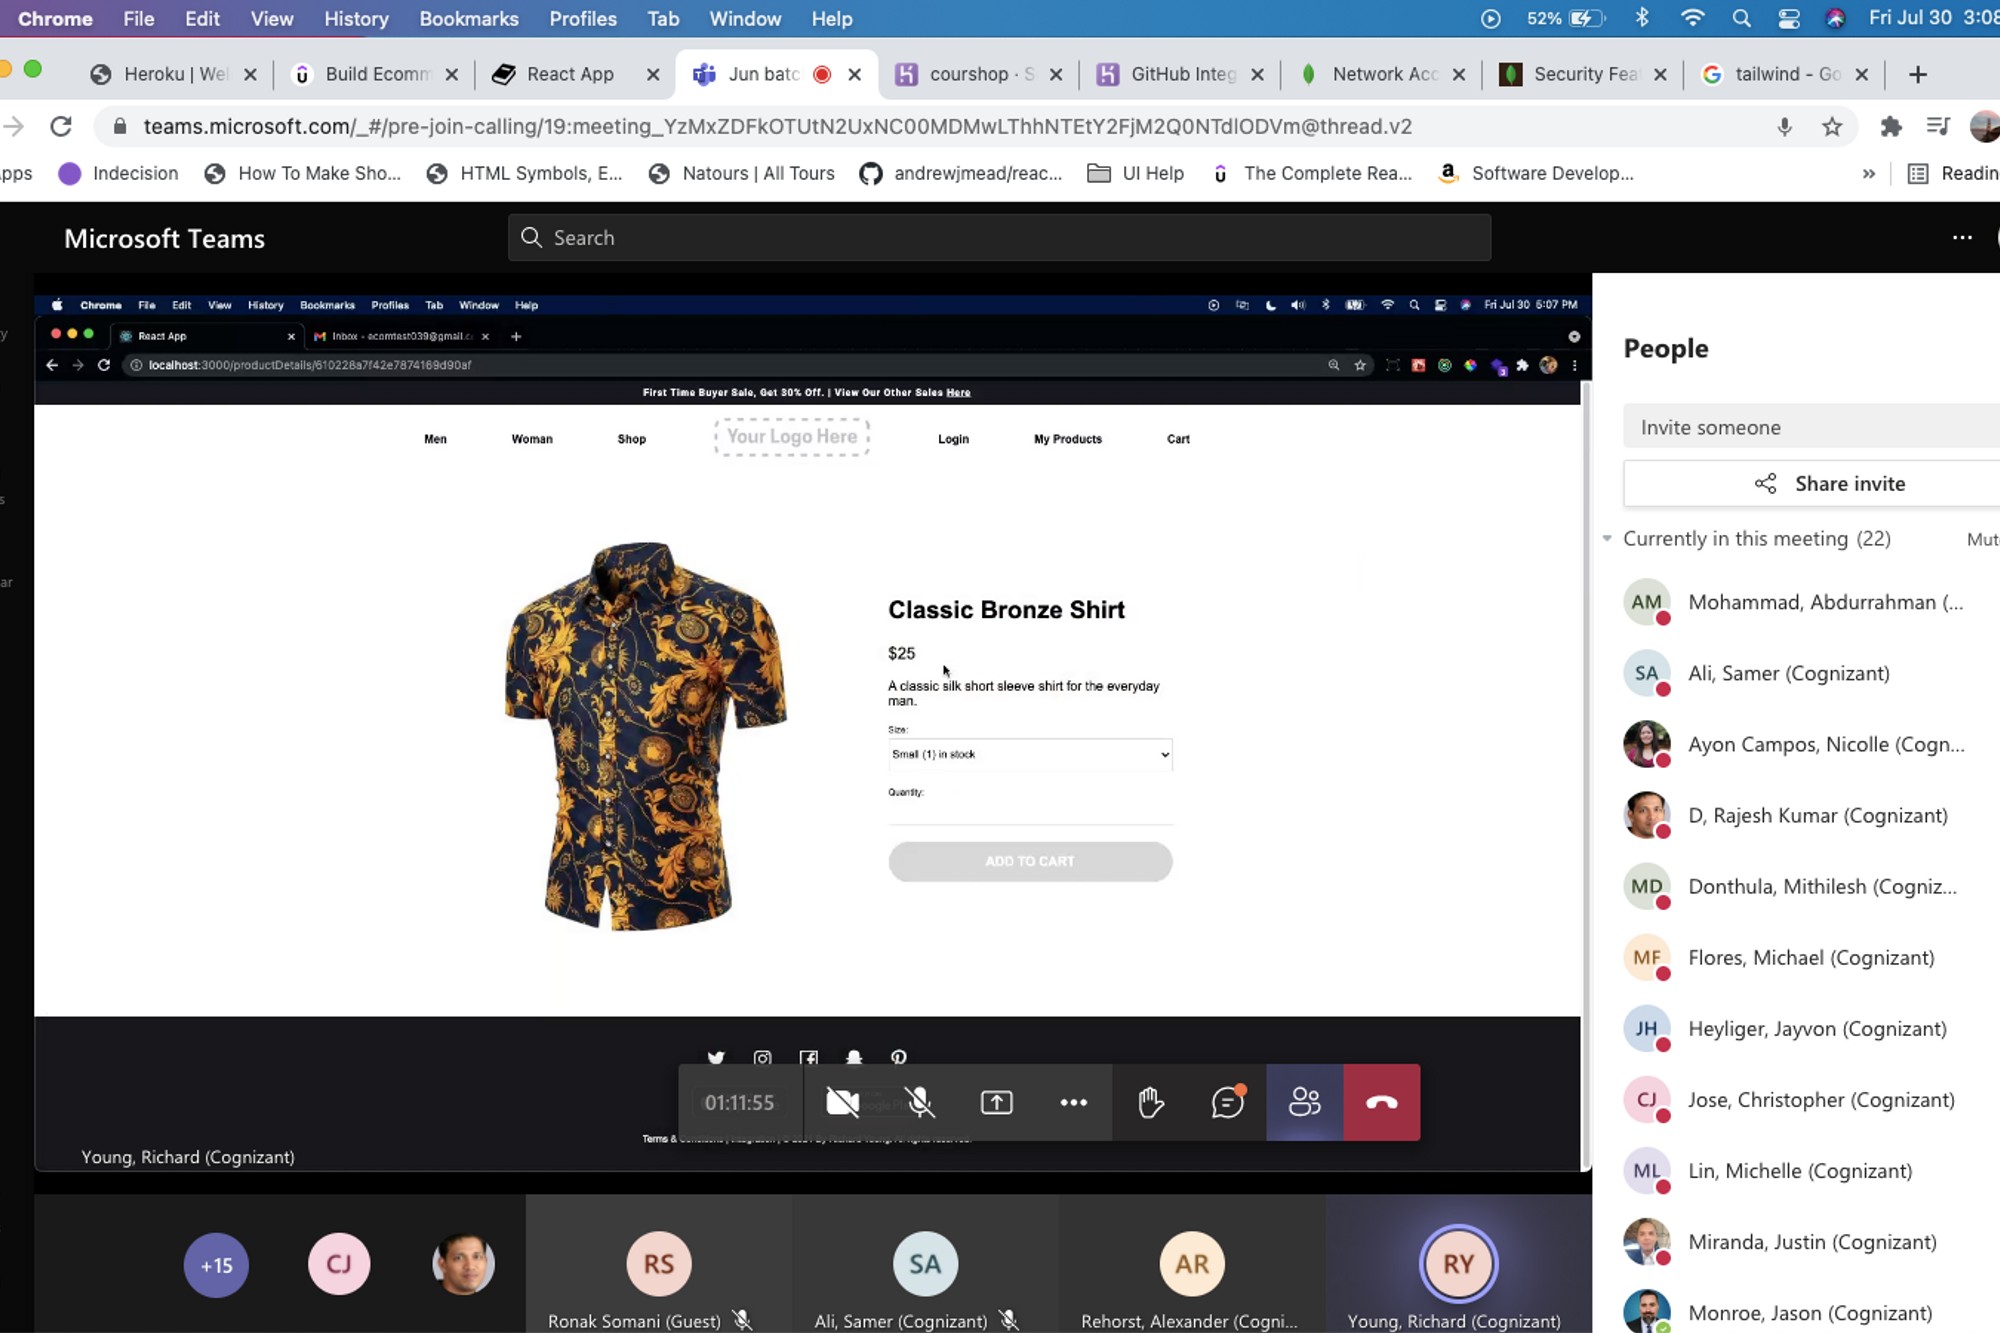 Chrome File Edit View History Bookmarks Profiles Tab Window Help 52% Fri Jul 30 3:08
Heroku | Wel Build Ecomm React App Jun batc courshop · S GitHub Integ Network Acc Security Fea tailwind - Go
teams.microsoft.com/_#/pre-join-calling/19:meeting_YzMxZDFkOTUtN2UxNC00MDMwLThhNTEtY2FjM2Q0NTdlODVm@thread.v2
pps Indecision How To Make Sho... HTML Symbols, E... Natours | All Tours andrewjmead/reac... UI Help The Complete Rea... Software Develop... » Readin
Microsoft Teams Search
Chrome File Edit View History Bookmarks Profiles Tab Window Help Fri Jul 30 6:07 PM
React App Inbox - ecomtest039@gmail.c
localhost:3000/productDetails/610228a7f42e7874169d90af
First Time Buyer Sale, Get 30% Off. | View Our Other Sales Here
Men Woman Shop Your Logo Here Login My Products Cart
Classic Bronze Shirt
$25
A classic silk short sleeve shirt for the everyday
man.
Size:
Small (1) in stock
Quantity:
ADD TO CART
01:11:55
Terms &
Young, Richard (Cognizant)
+15 CJ RS SA AR RY
Ronak Somani (Guest) Ali, Samer (Cognizant) Rehorst, Alexander (Cogni... Young, Richard (Cognizant)
People
Invite someone
Share invite
Currently in this meeting (22) Mut
AM Mohammad, Abdurrahman (...
SA Ali, Samer (Cognizant)
Ayon Campos, Nicolle (Cogn...
D, Rajesh Kumar (Cognizant)
MD Donthula, Mithilesh (Cogniz...
MF Flores, Michael (Cognizant)
JH Heyliger, Jayvon (Cognizant)
CJ Jose, Christopher (Cognizant)
ML Lin, Michelle (Cognizant)
Miranda, Justin (Cognizant)
Monroe, Jason (Cognizant)